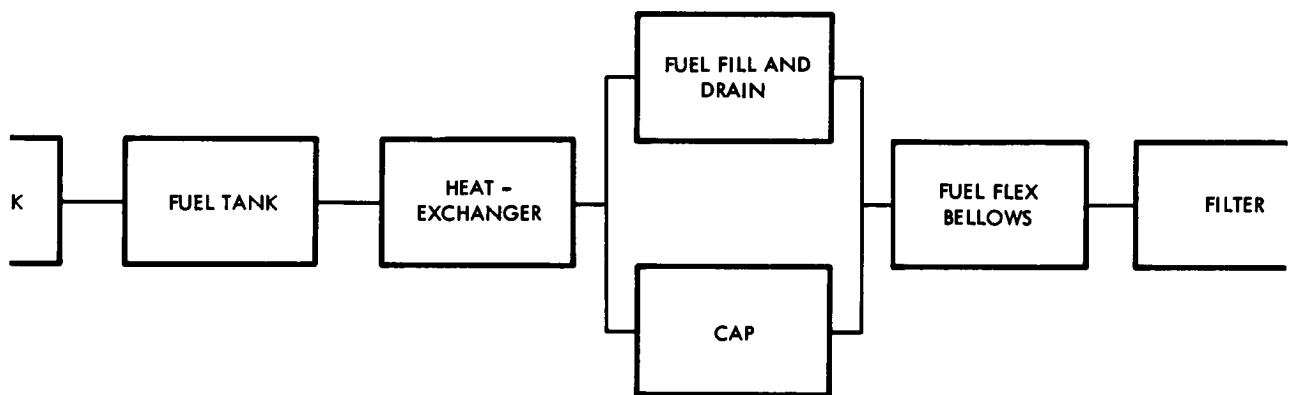 K
FUEL TANK
HEAT -
EXCHANGER
FUEL FILL AND
DRAIN
CAP
FUEL FLEX
BELLOWS
FILTER